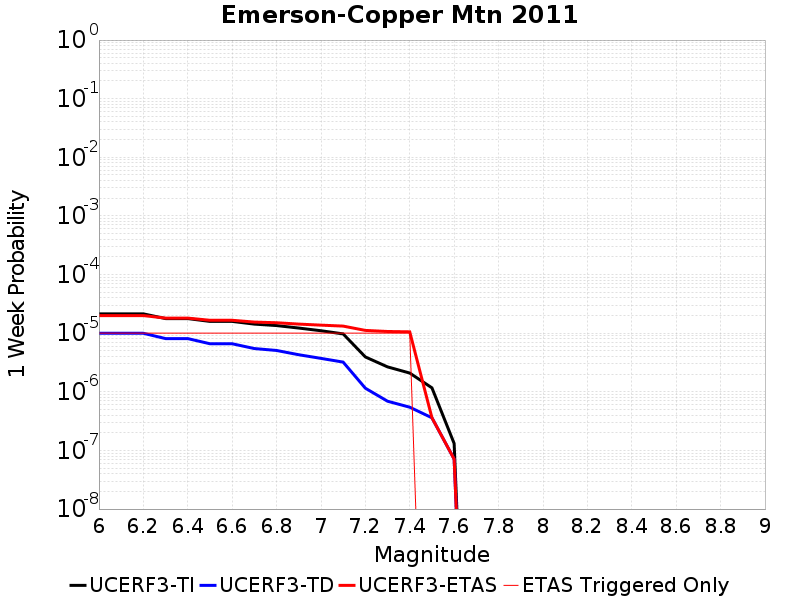 Emerson-Copper Mtn 2011
1 Week Probability
10^0
10^-1
10^-2
10^-3
10^-4
10^-5
10^-6
10^-7
10^-8
6 6.2 6.4 6.6 6.8 7 7.2 7.4 7.6 7.8 8 8.2 8.4 8.6 8.8 9
Magnitude
UCERF3-TI UCERF3-TD UCERF3-ETAS ETAS Triggered Only